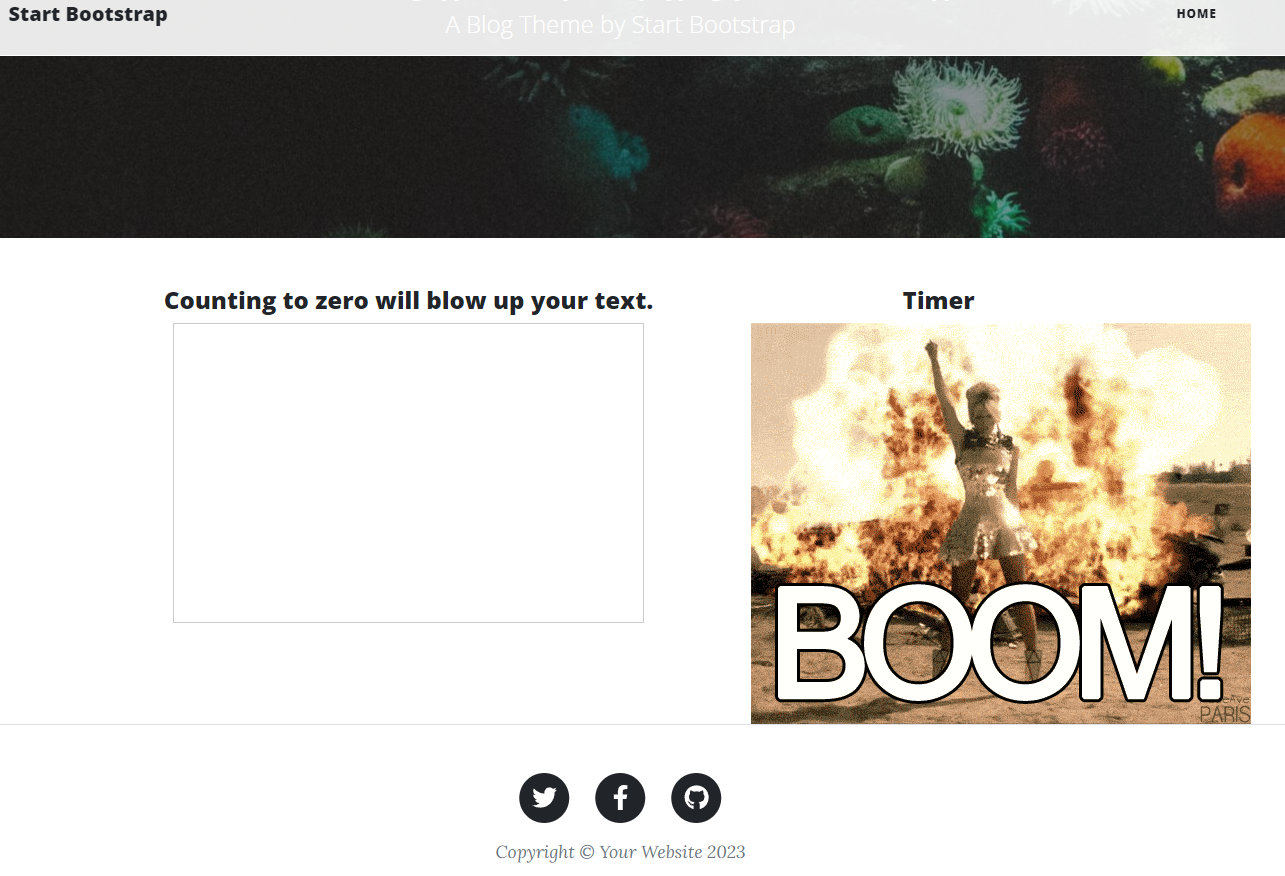 Start Bootstrap
A Blog Theme by Start Bootstrap
HOME
Counting to zero will blow up your text.
Timer
BOOM!
PARIS
Copyright © Your Website 2023